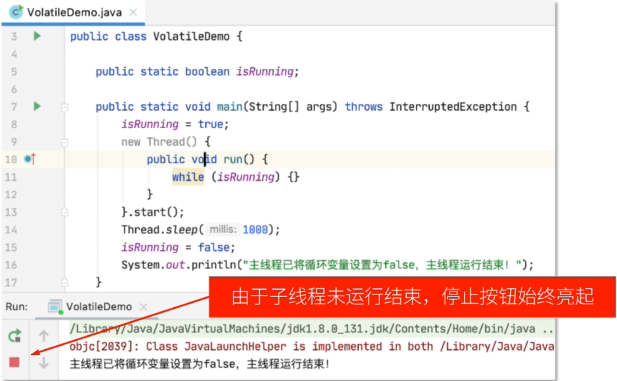 VolatileDemo.java
3 public class VolatileDemo {
4
5 public static boolean isRunning;
6
7 public static void main(String[] args) throws InterruptedException {
8 isRunning = true;
9 new Thread() {
10 public void run() {
11 while (isRunning) {}
12 }
13 }.start();
14 Thread.sleep( millis: 1000);
15 isRunning = false;
16 System.out.println("主线程已将循环变量设置为false，主线程运行结束！");
17 }
Run: VolatileDemo
由于子线程未运行结束，停止按钮始终亮起
/Library/Java/JavaVirtualMachines/jdk1.8.0_131.jdk/Contents/Home/bin/java ...
objc[2039]: Class JavaLaunchHelper is implemented in both /Library/Java/Java
主线程已将循环变量设置为false，主线程运行结束！